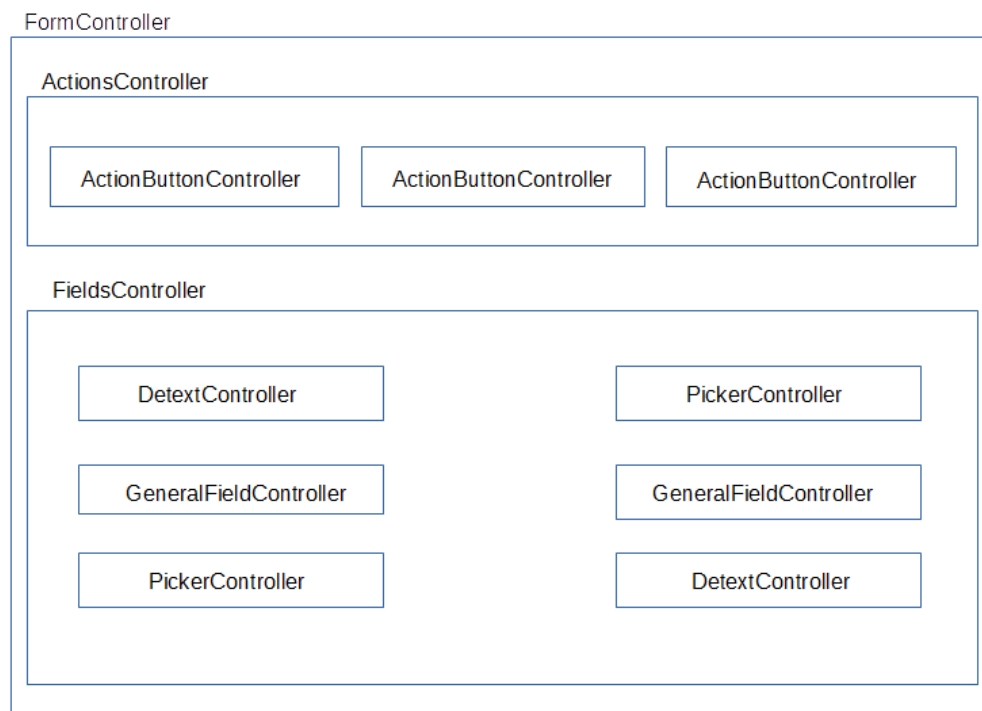 FormController
ActionsController
ActionButtonController ActionButtonController ActionButtonController
FieldsController
DetextController PickerController
GeneralFieldController GeneralFieldController
PickerController DetextController